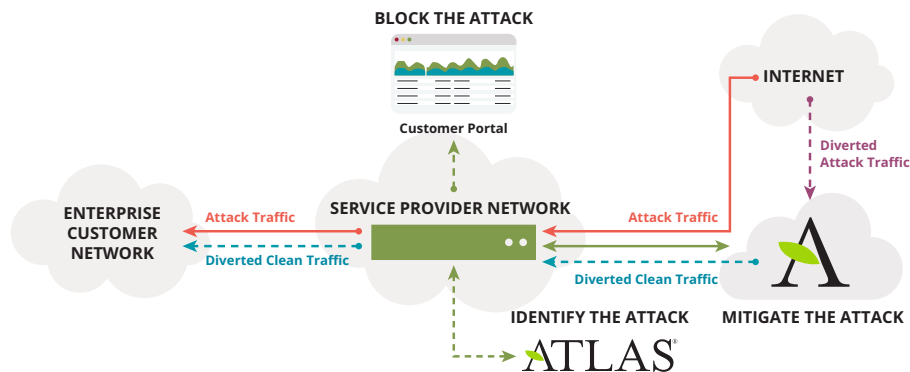 BLOCK THE ATTACK
Customer Portal
INTERNET
Diverted
Attack Traffic
ENTERPRISE
CUSTOMER
NETWORK
Attack Traffic
Diverted Clean Traffic
SERVICE PROVIDER NETWORK
Attack Traffic
Diverted Clean Traffic
A
MITIGATE THE ATTACK
IDENTIFY THE ATTACK
ATLAS®